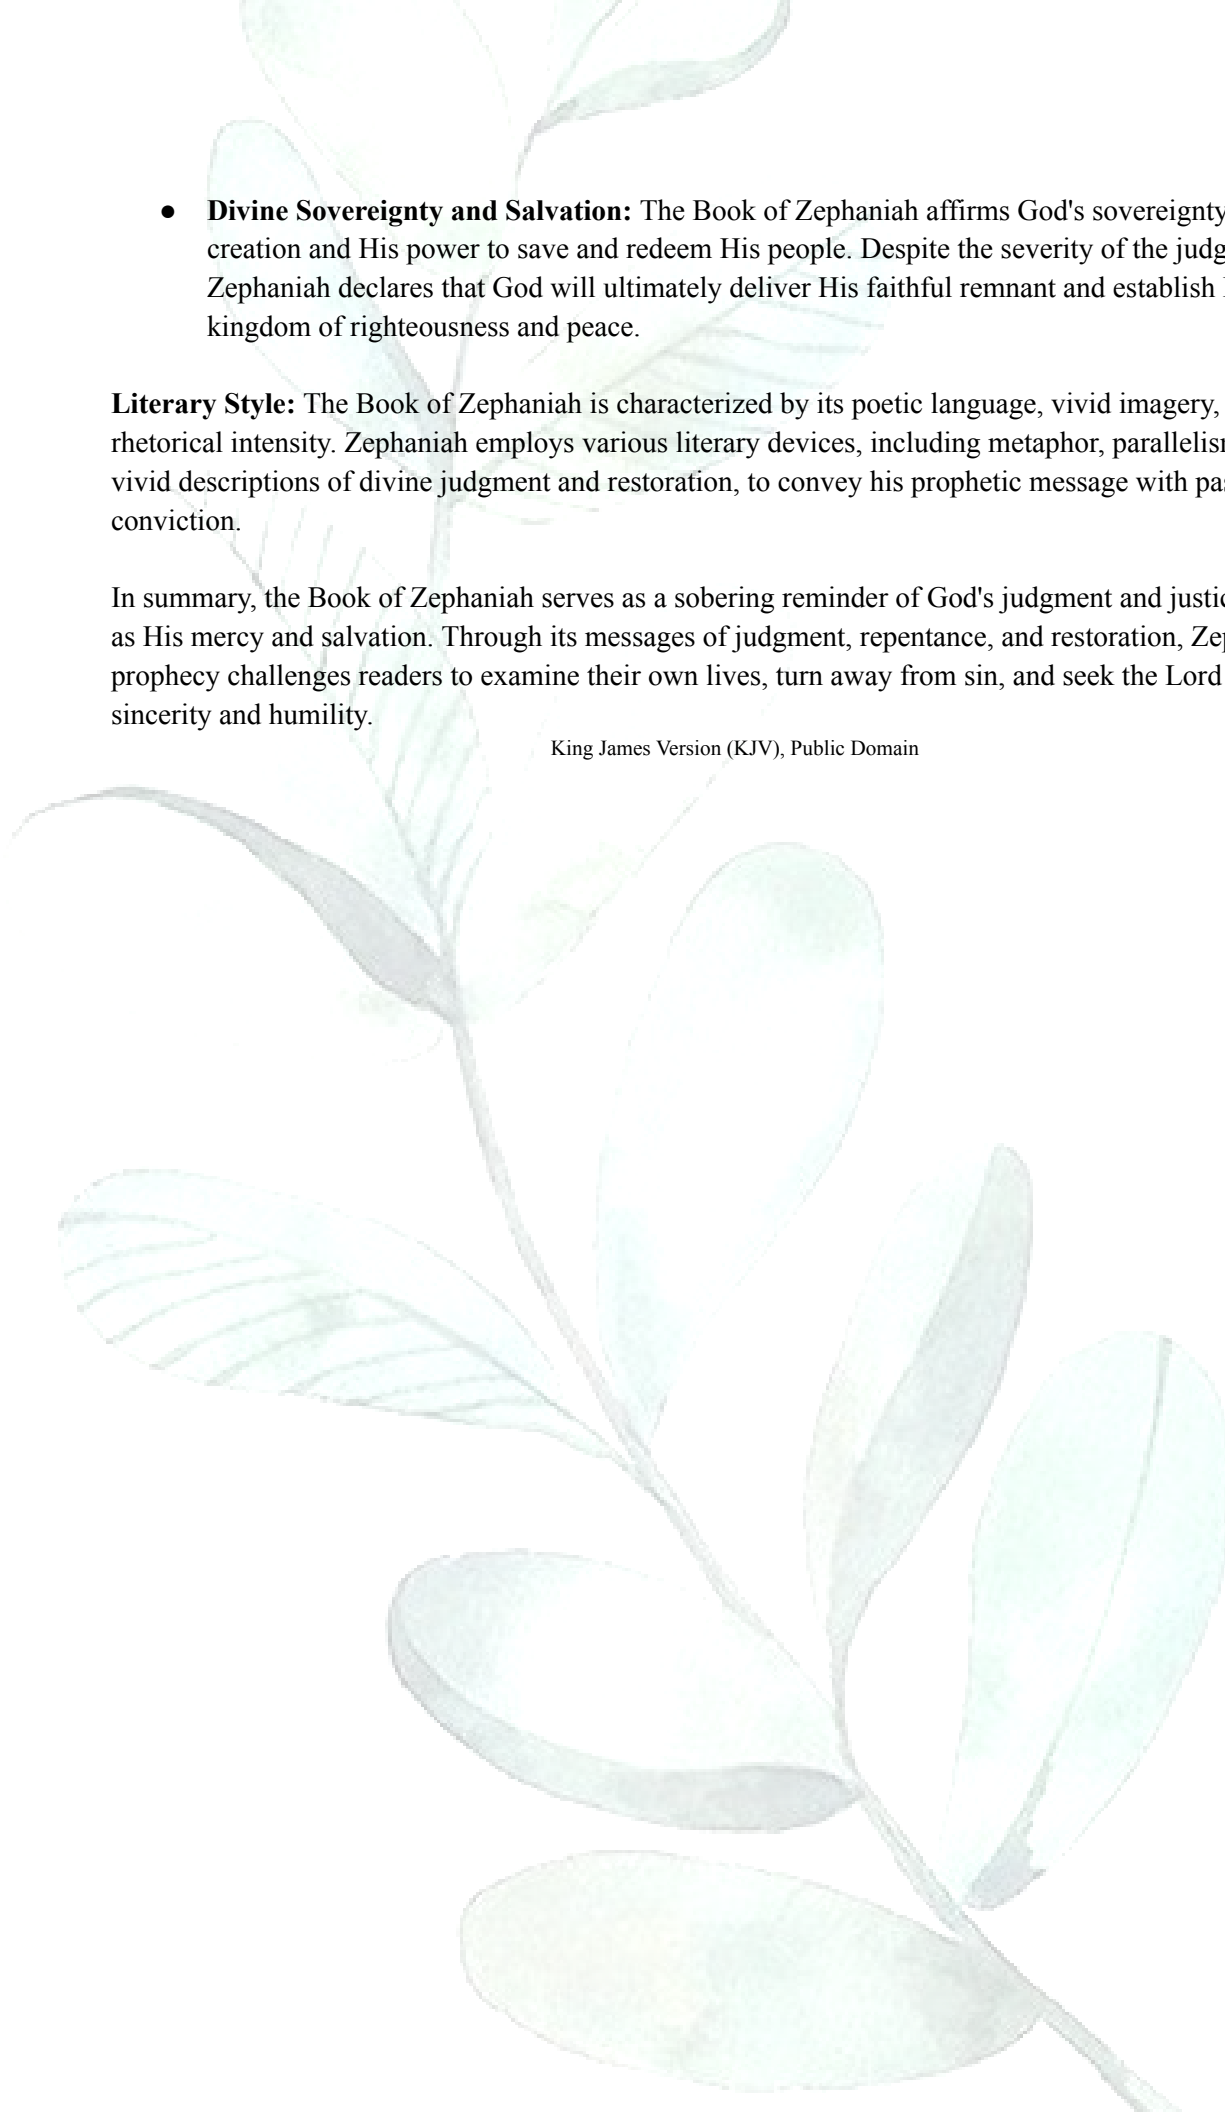 ● Divine Sovereignty and Salvation: The Book of Zephaniah affirms God's sovereignty
creation and His power to save and redeem His people. Despite the severity of the
Zephaniah declares that God will ultimately deliver His faithful remnant and establish
kingdom of righteousness and peace.
Literary Style: The Book of Zephaniah is characterized by its poetic language, vivid imagery,
rhetorical intensity. Zephaniah employs various literary devices, including metaphor,
vivid descriptions of divine judgment and restoration, to convey his prophetic message with
conviction.
In summary, the Book of Zephaniah serves as a sobering reminder of God's judgment and
as His mercy and salvation. Through its messages of judgment, repentance, and restoration,
prophecy challenges readers to examine their own lives, turn away from sin, and seek the Lord
sincerity and humility.
King James Version (KJV), Public Domain